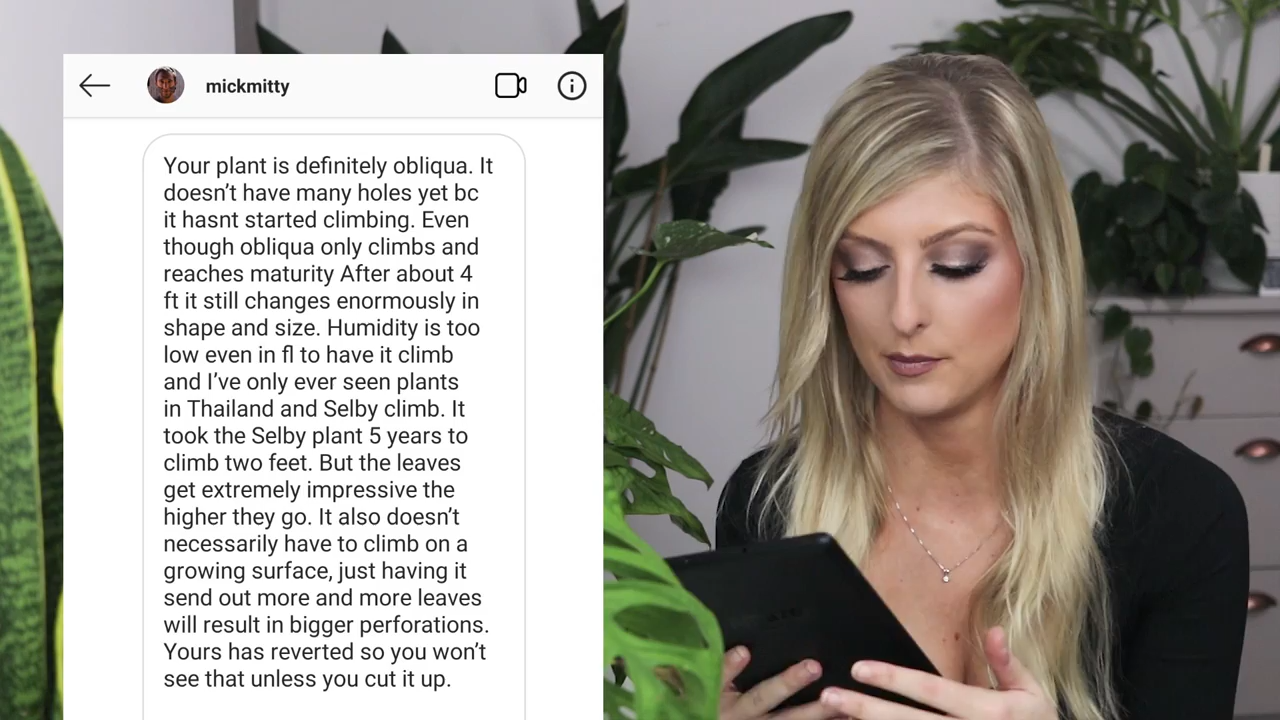 mickmitty
Your plant is definitely obliqua. It
doesn't have many holes yet bc
it hasnt started climbing. Even
though obliqua only climbs and
reaches maturity After about 4
ft it still changes enormously in
shape and size. Humidity is too
low even in fl to have it climb
and I've only ever seen plants
in Thailand and Selby climb. It
took the Selby plant 5 years to
climb two feet. But the leaves
get extremely impressive the
higher they go. It also doesn't
necessarily have to climb on a
growing surface, just having it
send out more and more leaves
will result in bigger perforations.
Yours has reverted so you won't
see that unless you cut it up.